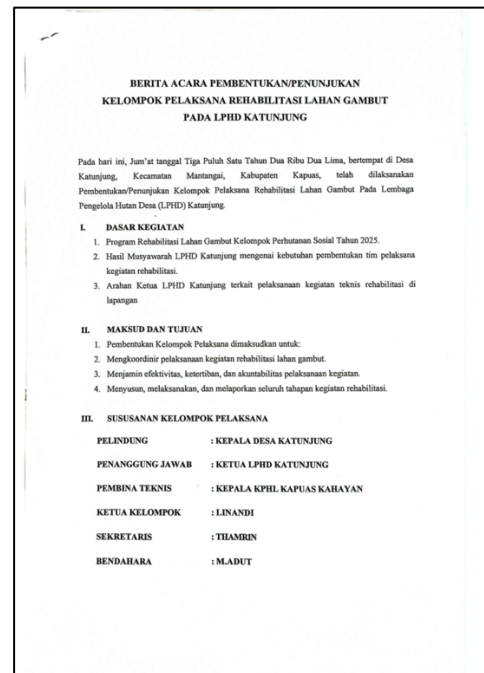 BERITA ACARA PEMBENTUKAN/PENUNJUKAN
KELOMPOK PELAKSANA REHABILITASI LAHAN GAMBUT
PADA LPHD KATUNJUNG
Pada hari ini, Jum'at tanggal Tiga Puluh Satu Tahun Dua Ribu Dua Lima, bertempat di Desa
Katunjung, Kecamatan Mantangai, Kabupaten Kapuas, telah dilaksanakan
Pembentukan/Penunjukan Kelompok Pelaksana Rehabilitasi Lahan Gambut Pada Lembaga
Pengelola Hutan Desa (LPHD) Katunjung.
I. DASAR KEGIATAN
1. Program Rehabilitasi Lahan Gambut Kelompok Perhutanan Sosial Tahun 2025.
2. Hasil Musyawarah LPHD Katunjung mengenai kebutuhan pembentukan tim pelaksana
kegiatan rehabilitasi.
3. Arahan Ketua LPHD Katunjung terkait pelaksanaan kegiatan teknis rehabilitasi di
lapangan
II. MAKSUD DAN TUJUAN
1. Pembentukan Kelompok Pelaksana dimaksudkan untuk:
2. Mengkoordinir pelaksanaan kegiatan rehabilitasi lahan gambut.
3. Menjamin efektivitas, ketertiban, dan akuntabilitas pelaksanaan kegiatan.
4. Menyusun, melaksanakan, dan melaporkan seluruh tahapan kegiatan rehabilitasi.
III. SUSUSANAN KELOMPOK PELAKSANA
PELINDUNG : KEPALA DESA KATUNJUNG
PENANGGUNG JAWAB : KETUA LPHD KATUNJUNG
PEMBINA TEKNIS : KEPALA KPHL KAPUAS KAHAYAN
KETUA KELOMPOK : LINANDI
SEKRETARIS : THAMRIN
BENDAHARA : M.ADUT